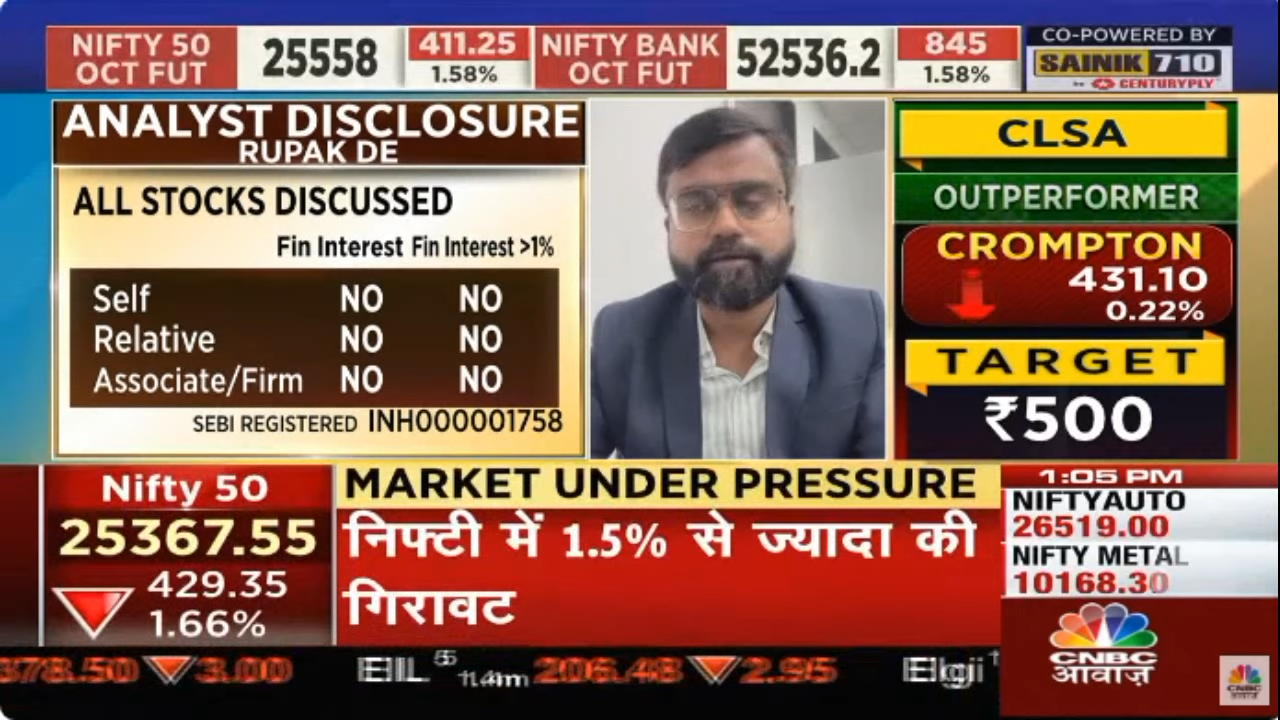 NIFTY 50
OCT FUT
25558
411.25
1.58%
NIFTY BANK
OCT FUT
52536.2
845
1.58%
CO-POWERED BY
SAINIK 710
by CENTURYPLY
ANALYST DISCLOSURE
RUPAK DE
ALL STOCKS DISCUSSED
Fin Interest Fin Interest >1%
Self NO NO
Relative NO NO
Associate/Firm NO NO
SEBI REGISTERED INH000001758
CLSA
OUTPERFORMER
CROMPTON
431.10
0.22%
TARGET
₹500
Nifty 50
25367.55
429.35
1.66%
MARKET UNDER PRESSURE
निफ्टी में 1.5% से ज्यादा की
गिरावट
1:05 PM
NIFTYAUTO
26519.00
NIFTY METAL
10168.30
CNBC
आवाज़
378.50 3.00 EIL 206.48 2.95 Elgi
CNBC
आवाज़